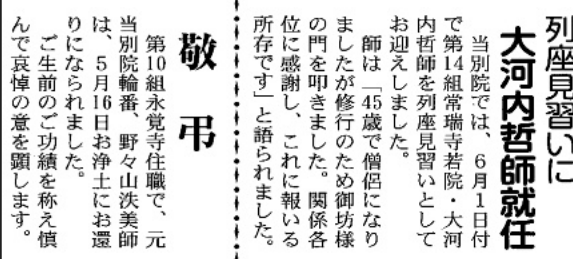 列座見習いに
大河内哲師就任
当別院では、6月1日付
で第14組常瑞寺若院・大河
内哲師を列座見習いとして
お迎えしました。
師は「45歳で僧侶になり
ましたが修行のため御坊様
の門を叩きました。関係各
位に感謝し、これに報いる
所存です」と語られました。
敬弔
第10組永覚寺住職で、元
当別院輪番、野々山泆美師
は、5月16日お浄土にお還
りになられました。
ご生前のご功績を称え慎
んで哀悼の意を顕します。